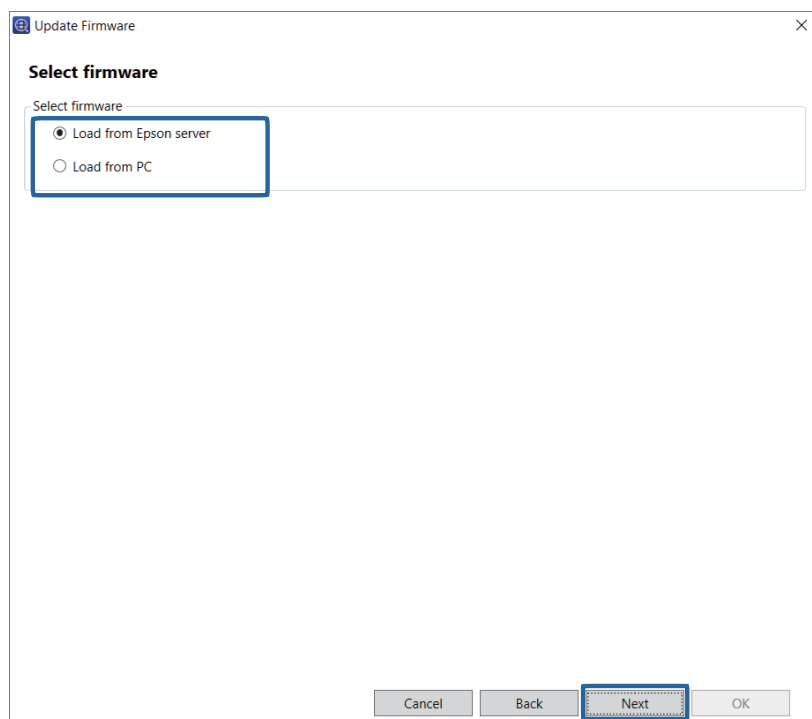 Update Firmware
Select firmware
Select firmware
Load from Epson server
Load from PC
Cancel Back Next OK